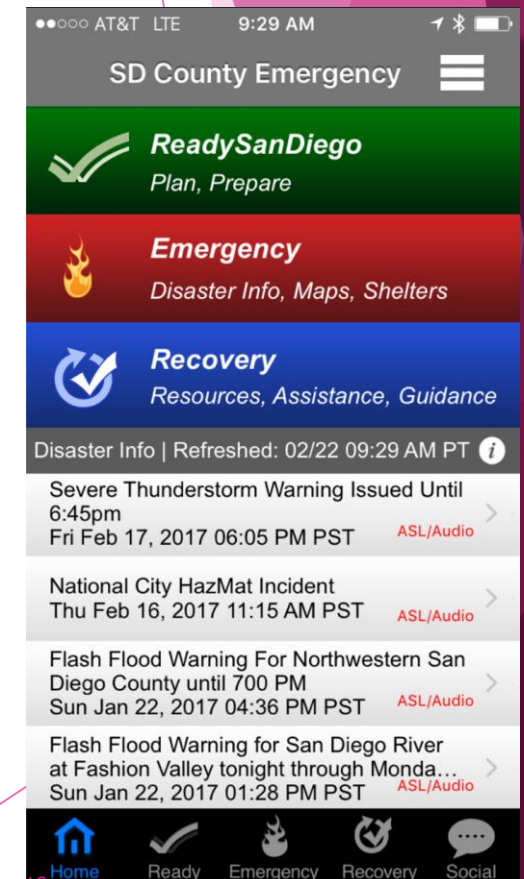 AT&T LTE 9:29 AM
SD County Emergency
ReadySanDiego
Plan, Prepare
Emergency
Disaster Info, Maps, Shelters
Recovery
Resources, Assistance, Guidance
Disaster Info | Refreshed: 02/22 09:29 AM PT i
Severe Thunderstorm Warning Issued Until
6:45pm
Fri Feb 17, 2017 06:05 PM PST ASL/Audio
National City HazMat Incident
Thu Feb 16, 2017 11:15 AM PST ASL/Audio
Flash Flood Warning For Northwestern San
Diego County until 700 PM
Sun Jan 22, 2017 04:36 PM PST ASL/Audio
Flash Flood Warning for San Diego River
at Fashion Valley tonight through Monda...
Sun Jan 22, 2017 01:28 PM PST ASL/Audio
Home Ready Emergency Recovery Social